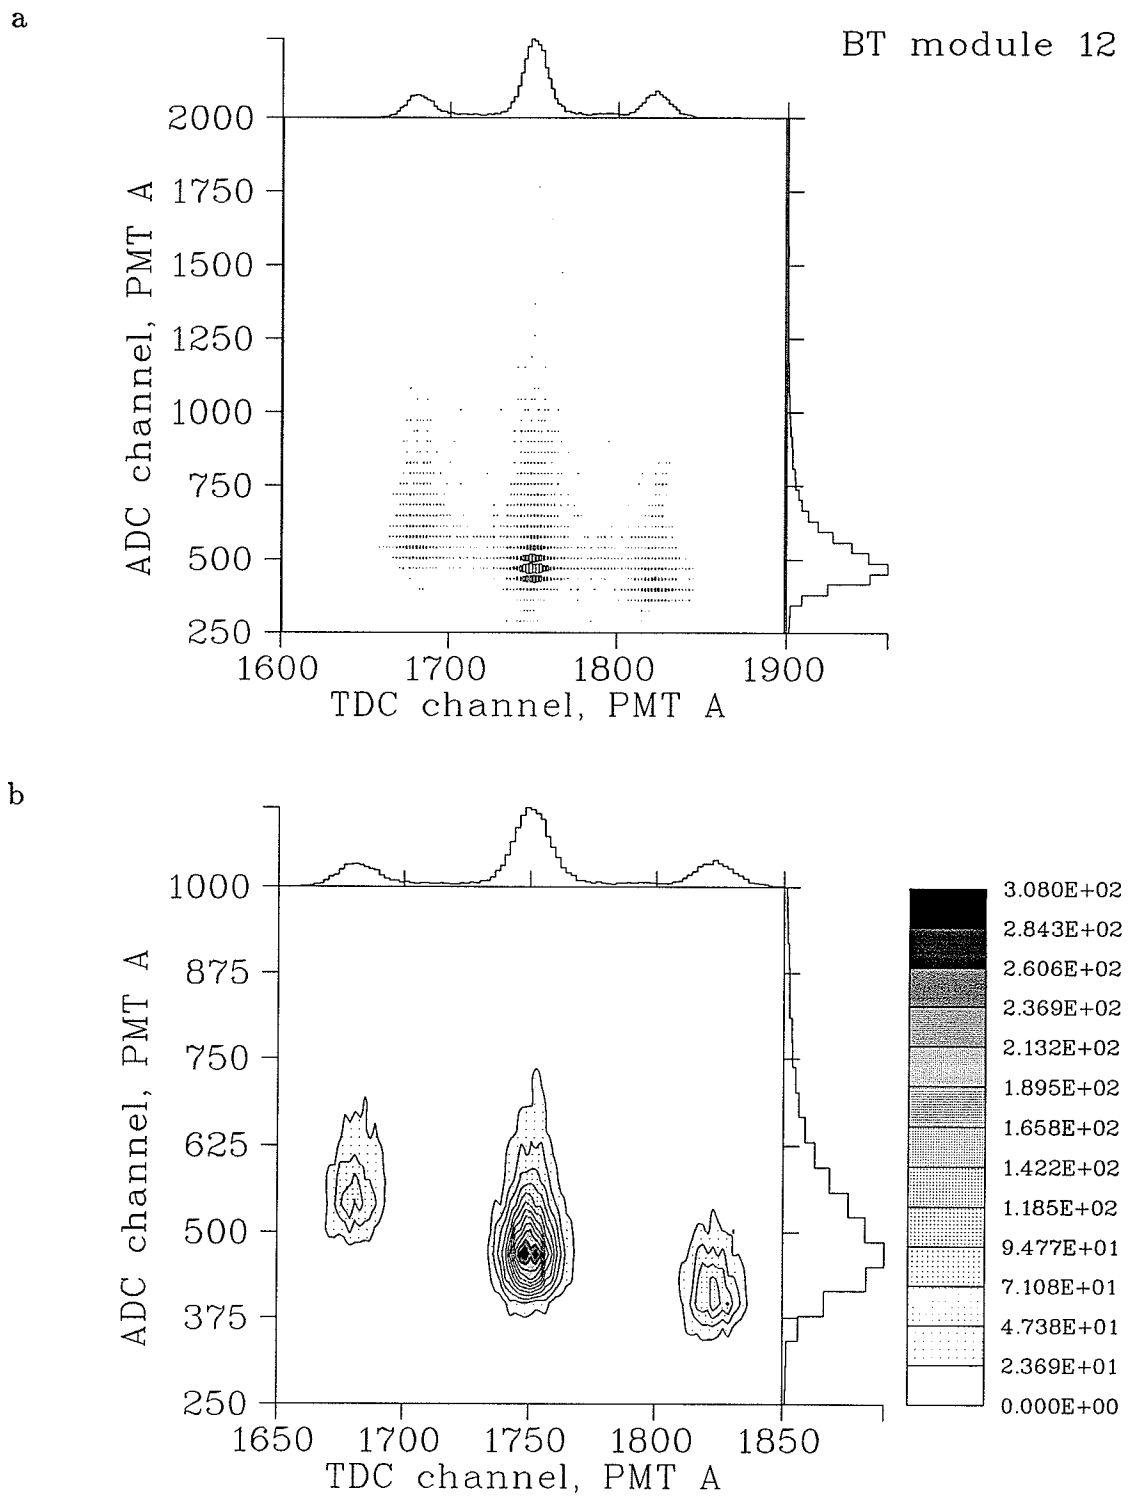 a
BT module 12
2000
1750
1500
1250
1000
750
500
250
ADC channel, PMT A
1600 1700 1800 1900
TDC channel, PMT A
b
1000
875
750
625
500
375
250
ADC channel, PMT A
1650 1700 1750 1800 1850
TDC channel, PMT A
3.080E+02
2.843E+02
2.606E+02
2.369E+02
2.132E+02
1.895E+02
1.658E+02
1.422E+02
1.185E+02
9.477E+01
7.108E+01
4.738E+01
2.369E+01
0.000E+00